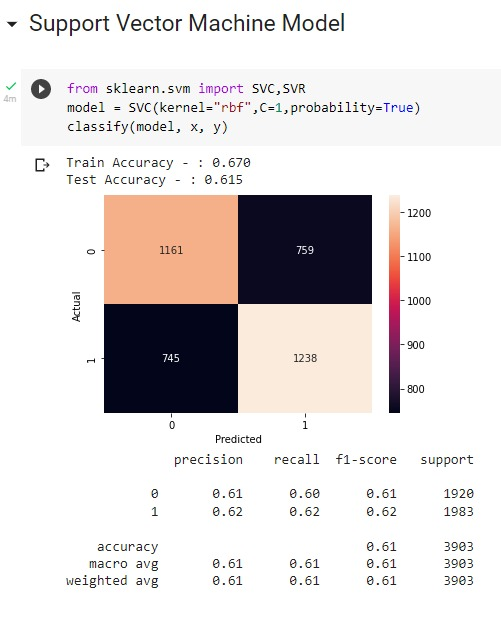 Support Vector Machine Model
4m
from sklearn.svm import SVC,SVR
model = SVC(kernel="rbf",C=1,probability=True)
classify(model, x, y)
Train Accuracy - : 0.670
Test Accuracy - : 0.615
1161 759
745 1238
0
1
Actual
0 1
Predicted
1200
1100
1000
900
800
precision recall f1-score support
0 0.61 0.60 0.61 1920
1 0.62 0.62 0.62 1983
accuracy 0.61 3903
macro avg 0.61 0.61 0.61 3903
weighted avg 0.61 0.61 0.61 3903